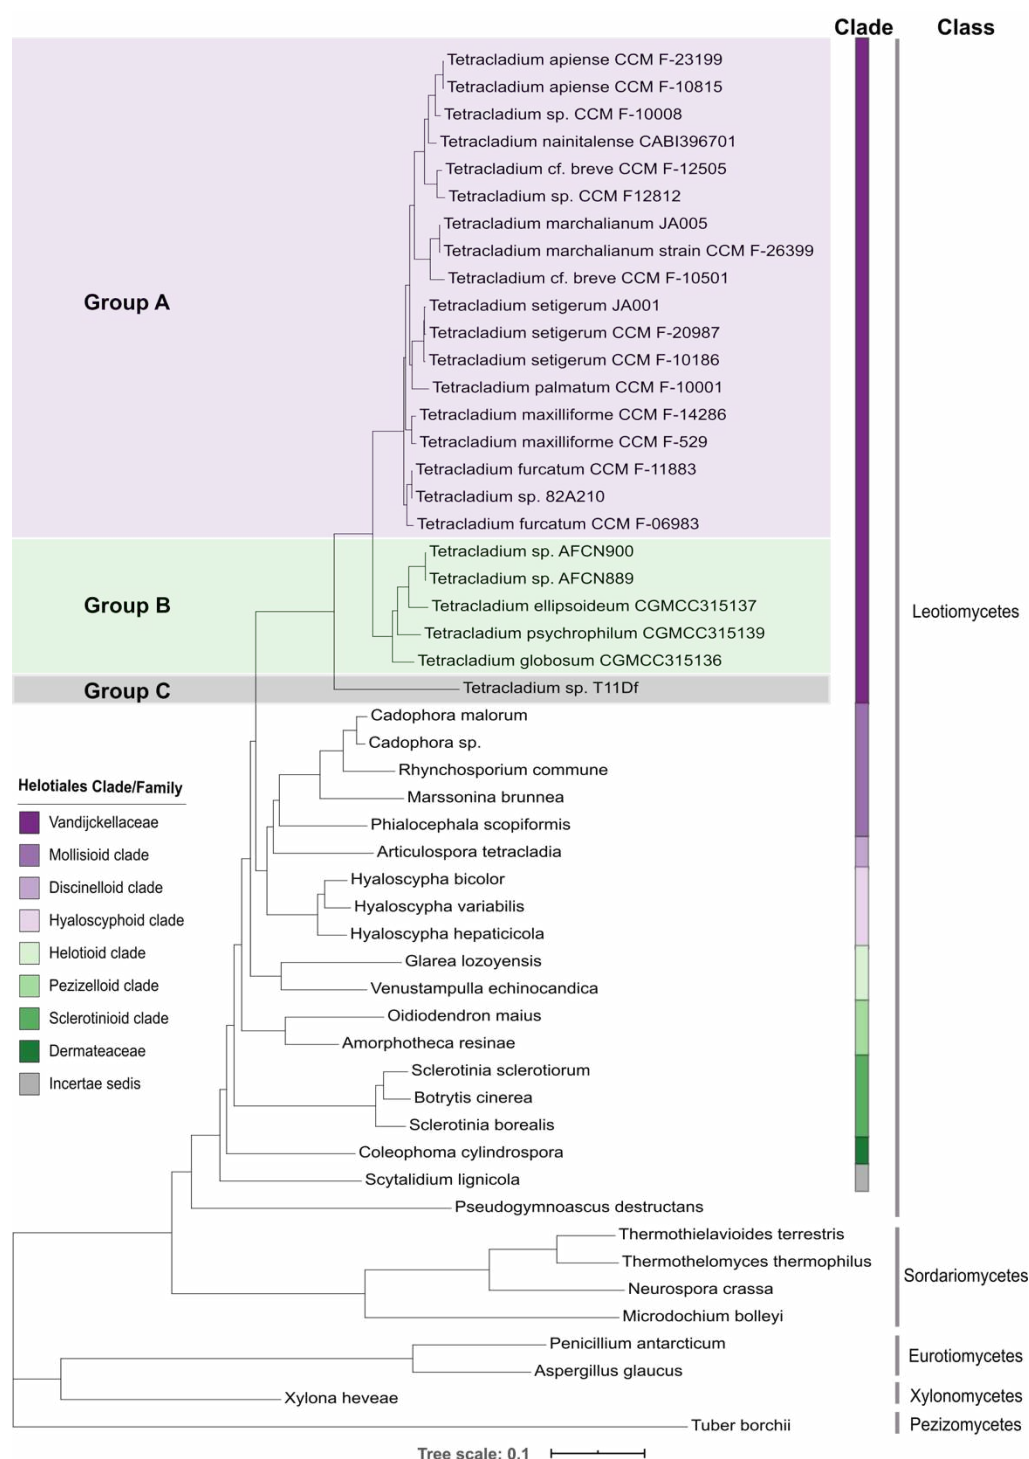 Clade Class
Tetracladium apiense CCM F-23199
Tetracladium apiense CCM F-10815
Tetracladium sp. CCM F-10008
Tetracladium nainitalense CABI396701
Tetracladium cf. breve CCM F-12505
Tetracladium sp. CCM F12812
Tetracladium marchalianum JA005
Tetracladium marchalianum strain CCM F-26399
Tetracladium cf. breve CCM F-10501
Group A
Tetracladium setigerum JA001
Tetracladium setigerum CCM F-20987
Tetracladium setigerum CCM F-10186
Tetracladium palmatum CCM F-10001
Tetracladium maxilliforme CCM F-14286
Tetracladium maxilliforme CCM F-529
Tetracladium furcatum CCM F-11883
Tetracladium sp. 82A210
Tetracladium furcatum CCM F-06983
Tetracladium sp. AFCN900
Tetracladium sp. AFCN889
Group B
Tetracladium ellipsoideum CGMCC315137
Leotiomycetes
Tetracladium psychrophilum CGMCC315139
Tetracladium globosum CGMCC315136
Group C
Tetracladium sp. T11Df
Cadophora malorum
Cadophora sp.
Rhynchosporium commune
Marssonina brunnea
Phialocephala scopiformis
Articulospora tetracladia
Hyaloscypha bicolor
Hyaloscypha variabilis
Hyaloscypha hepaticicola
Glarea lozoyensis
Venustampulla echinocandica
Oidiodendron maius
Amorphotheca resinae
Sclerotinia sclerotiorum
Botrytis cinerea
Sclerotinia borealis
Coleophoma cylindrospora
Scytalidium lignicola
Pseudogymnoascus destructans
Helotiales Clade/Family
Vandijckellaceae
Mollisioid clade
Discinelloid clade
Hyaloscyphoid clade
Helotioid clade
Pezizelloid clade
Sclerotinioid clade
Dermateaceae
Incertae sedis
Thermothielavioides terrestris
Thermothelomyces thermophilus
Neurospora crassa
Microdochium bolleyi
Sordariomycetes
Penicillium antarcticum
Aspergillus glaucus
Eurotiomycetes
Xylona heveae
Xylonomycetes
Tuber borchii
Pezizomycetes
Tree scale: 0.1